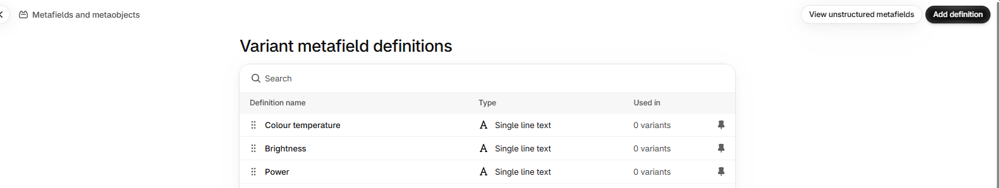 Metafields and metaobjects
View unstructured metafields
Add definition
Variant metafield definitions
Search
Definition name Type Used in
Colour temperature Single line text 0 variants
Brightness Single line text 0 variants
Power Single line text 0 variants